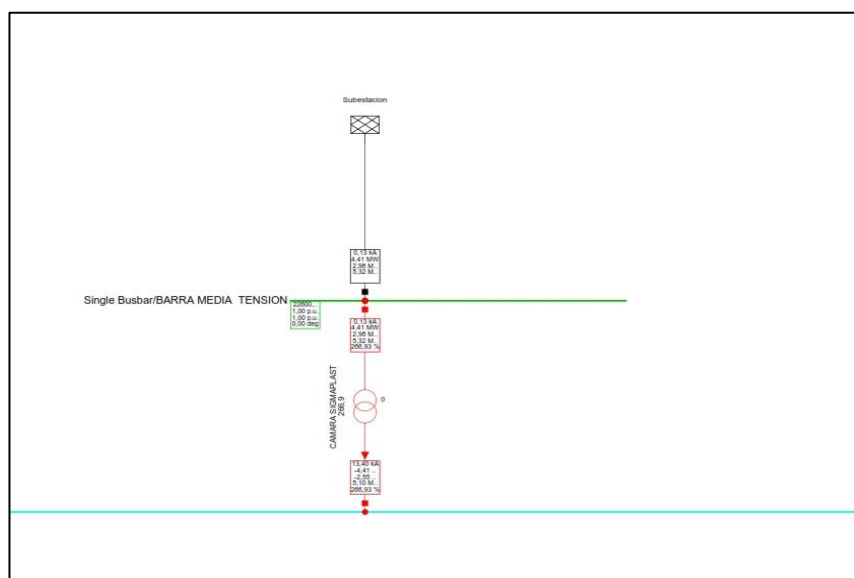 Subestacion
0,13 kA
4,41 MW
2,98 M..
5,32 M..
Single Busbar/BARRA MEDIA TENSION
22800,..
1,00 p.u.
1,00 p.u.
0,00 deg
0,13 kA
4,41 MW
2,98 M..
5,32 M..
266,93 %
CAMARA SIGMAPLAST
266,9
0
13,40 kA
-4,41 ..
-2,55 ..
5,10 M..
266,93 %